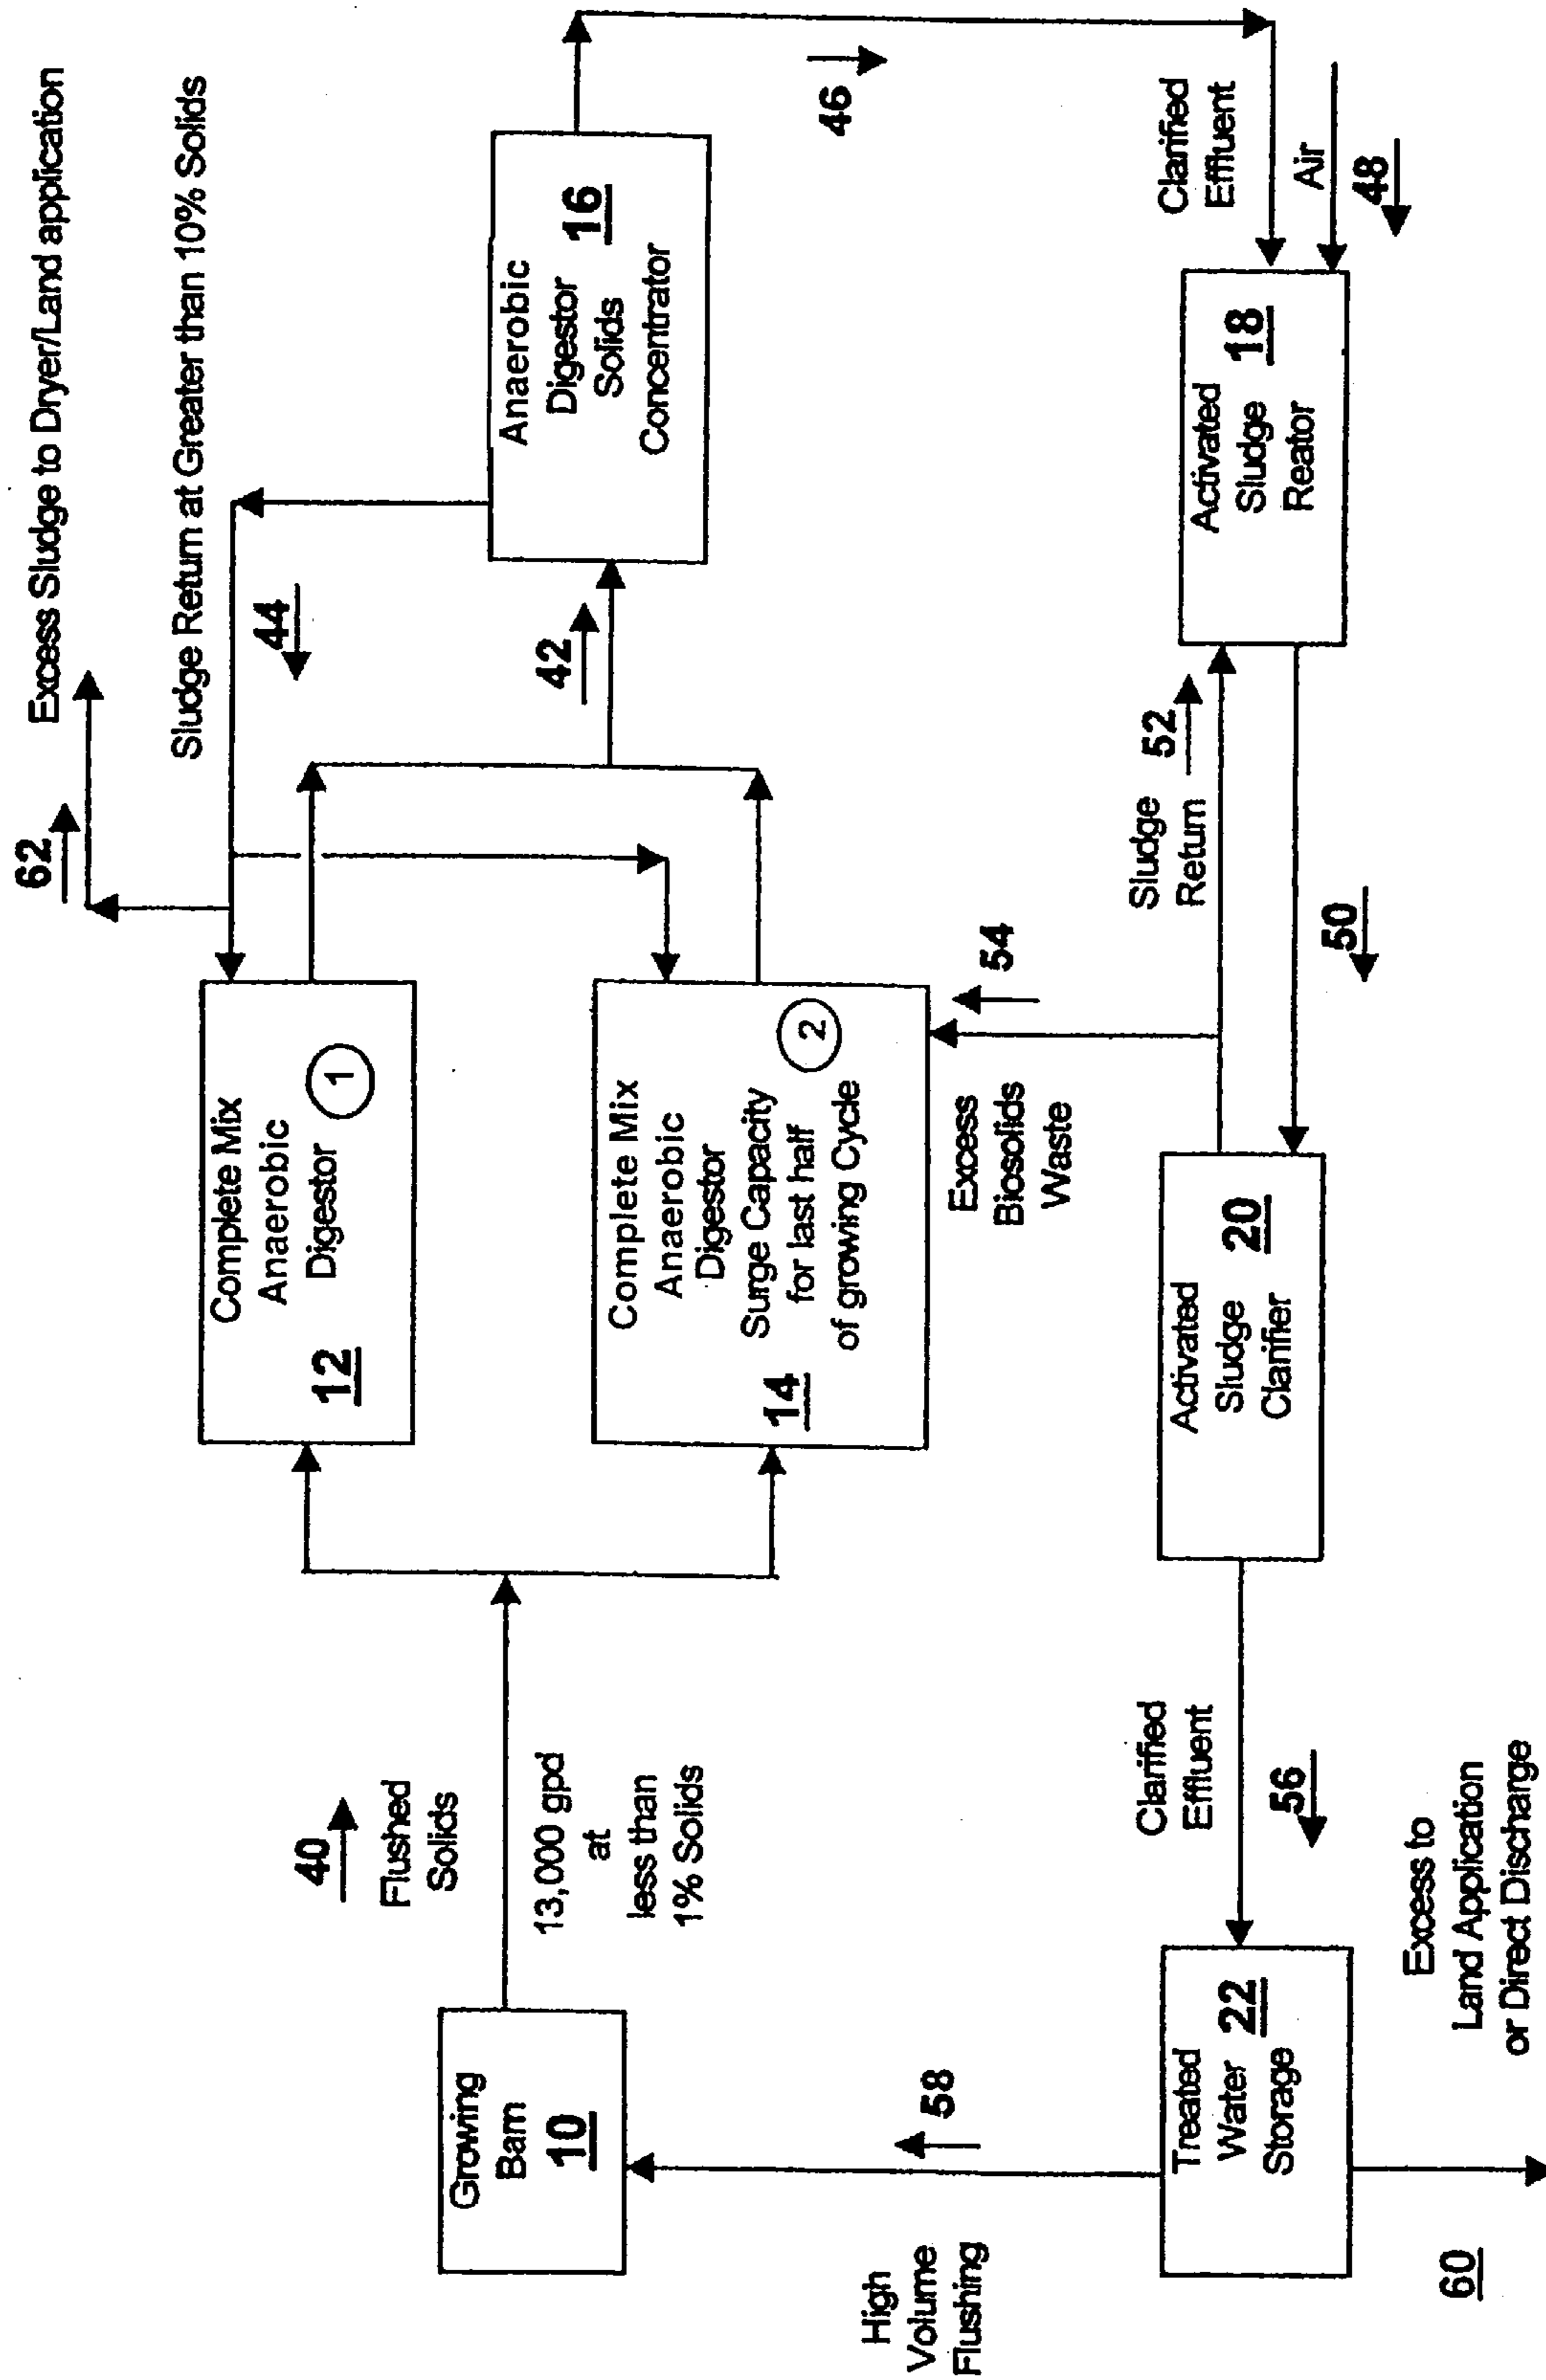 62
Excess Sludge to Dryer/Land application
Sludge Return at Greater than 10% Solids
44
40
Flushed
Solids
13,000 gpd
at
less than
1% Solids
Growing
Barn
10
Complete Mix
Anaerobic
Digestor
1
12
Complete Mix
Anaerobic
Digestor
Surge Capacity
2
for last half
of growing Cycle
14
42
Anaerobic
Digestor
16
Solids
Concentrator
46
High
Volume
Flushing
58
Excess
Biosolids
Waste
54
Sludge
Return
52
Clarified
Effluent
Air
48
Clarified
Effluent
56
Treated
Water
22
Storage
Activated
Sludge
20
Clarifier
50
Activated
Sludge
18
Reator
60
Excess to
Land Application
or Direct Discharge